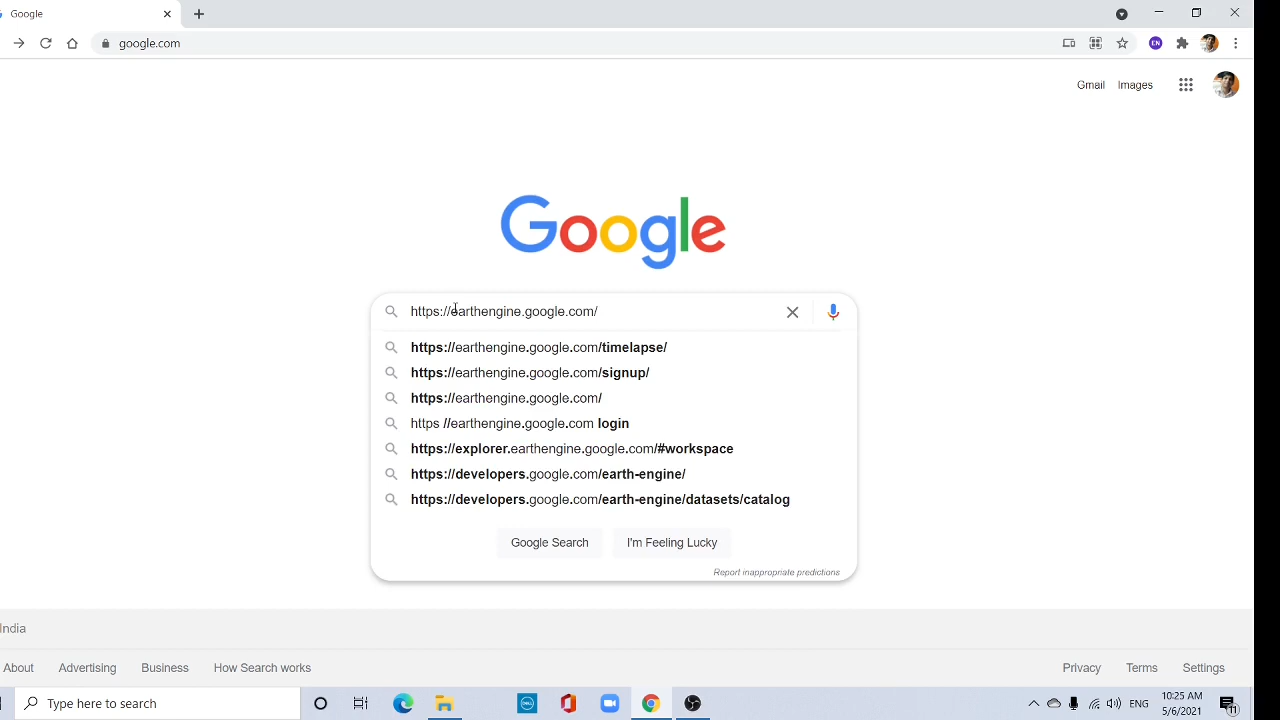 Google
google.com
EN
Gmail Images
Google
https://earthengine.google.com/
https://earthengine.google.com/timelapse/
https://earthengine.google.com/signup/
https://earthengine.google.com/
https //earthengine.google.com login
https://explorer.earthengine.google.com/#workspace
https://developers.google.com/earth-engine/
https://developers.google.com/earth-engine/datasets/catalog
Google Search I'm Feeling Lucky
Report inappropriate predictions
India
About Advertising Business How Search works Privacy Terms Settings
Type here to search
DELL
ENG
10:25 AM
5/6/2021
1